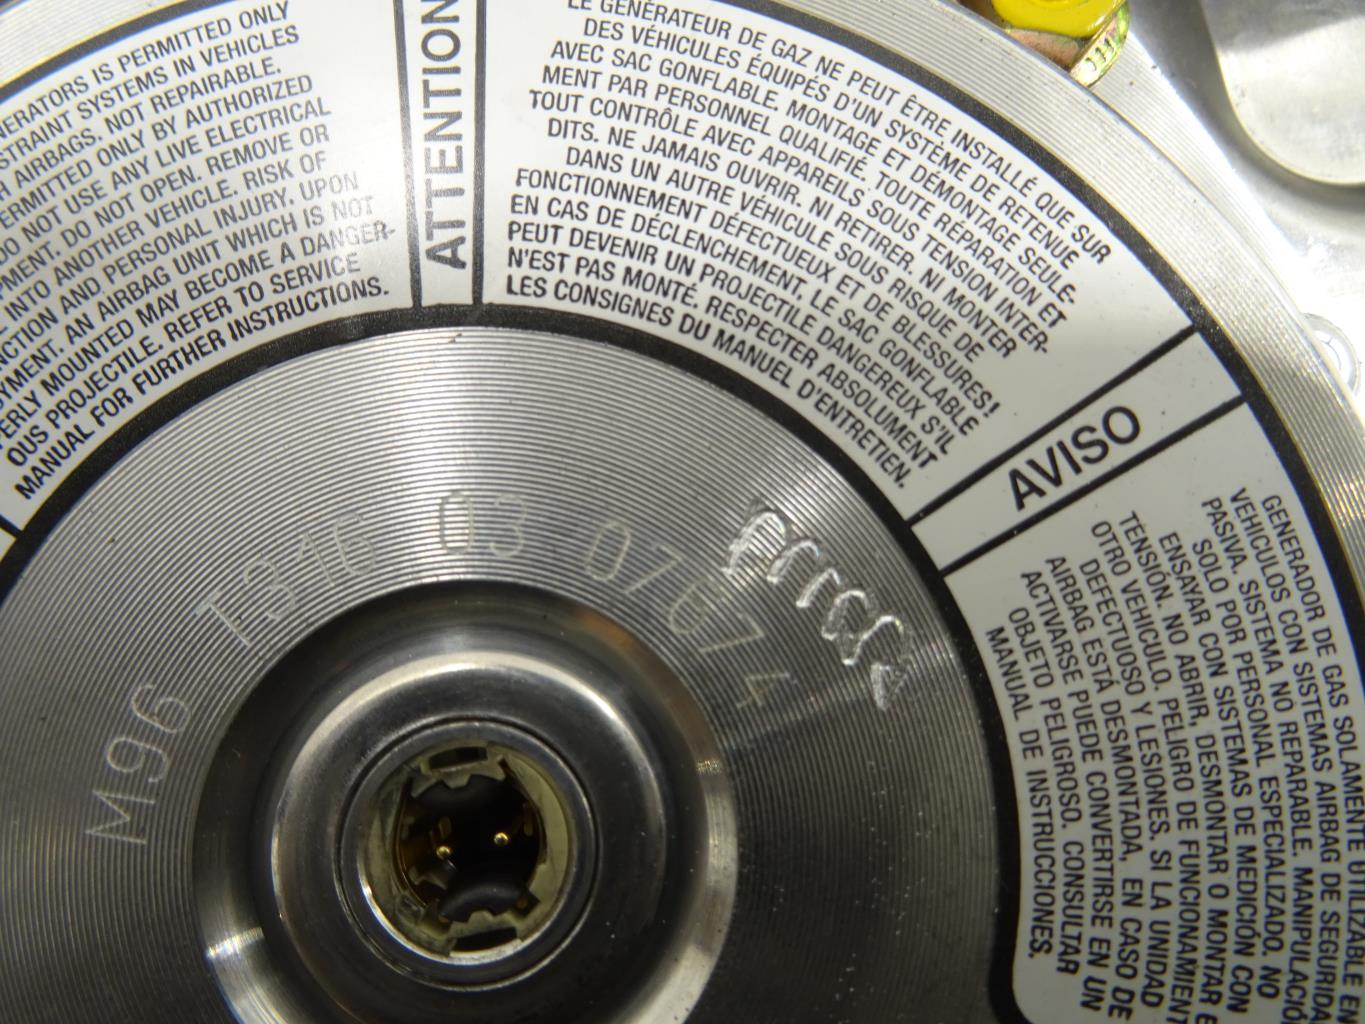 NERATORS IS PERMITTED ONLY
STRAINT SYSTEMS IN VEHICLES
AIRBAGS. NOT REPAIRABLE.
ERMITTED ONLY BY AUTHORIZED
DO NOT USE ANY LIVE ELECTRICAL
PMENT. DO NOT OPEN. REMOVE OR
INTO ANOTHER VEHICLE. RISK OF
NCTION AND PERSONAL INJURY. UPON
OYMENT. AN AIRBAG UNIT WHICH IS NOT
ERLY MOUNTED MAY BECOME A DANGER-
OUS PROJECTILE. REFER TO SERVICE
MANUAL FOR FURTHER INSTRUCTIONS.
ATTENTION
LE GÉNÉRATEUR DE GAZ NE PEUT ÊTRE INSTALLÉ QUE SUR
DES VÉHICULES ÉQUIPÉS D'UN SYSTÈME DE RETENUE
AVEC SAC GONFLABLE. MONTAGE ET DÉMONTAGE SEULE-
MENT PAR PERSONNEL QUALIFIÉ. TOUTE RÉPARATION ET
TOUT CONTRÔLE AVEC APPAREILS SOUS TENSION INTER-
DITS. NE JAMAIS OUVRIR. NI RETIRER. NI MONTER
DANS UN AUTRE VÉHICULE SOUS RISQUE DE
FONCTIONNEMENT DÉFECTUEUX ET DE BLESSURES!
EN CAS DE DÉCLENCHEMENT, LE SAC GONFLABLE
PEUT DEVENIR UN PROJECTILE DANGEREUX S'IL
N'EST PAS MONTÉ. RESPECTER ABSOLUMENT
LES CONSIGNES DU MANUEL D'ENTRETIEN.
AVISO
GENERADOR DE GAS SOLAMENTE UTILIZABLE EN
VEHICULOS CON SISTEMAS AIRBAG DE SEGURIDA
PASIVA. SISTEMA NO REPARABLE. MANIPULACIÓ
SOLO POR PERSONAL ESPECIALIZADO. NO
ENSAYAR CON SISTEMAS DE MEDICIÓN CON
TENSIÓN. NO ABRIR, DESMONTAR O MONTAR E
OTRO VEHICULO. PELIGRO DE FUNCIONAMIENT
DEFECTUOSO Y LESIONES. SI LA UNIDAD
AIRBAG ESTÁ DESMONTADA, EN CASO DE
ACTIVARSE PUEDE CONVERTIRSE EN UN
OBJETO PELIGROSO. CONSULTAR
MANUAL DE INSTRUCCIONES.
M96 T316 03 07674